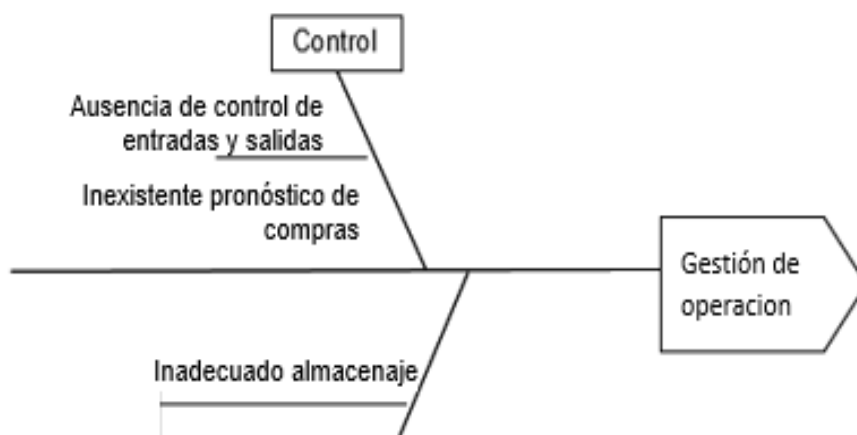 Control
Ausencia de control de
entradas y salidas
Inexistente pronóstico de
compras
Gestión de
operacion
Inadecuado almacenaje